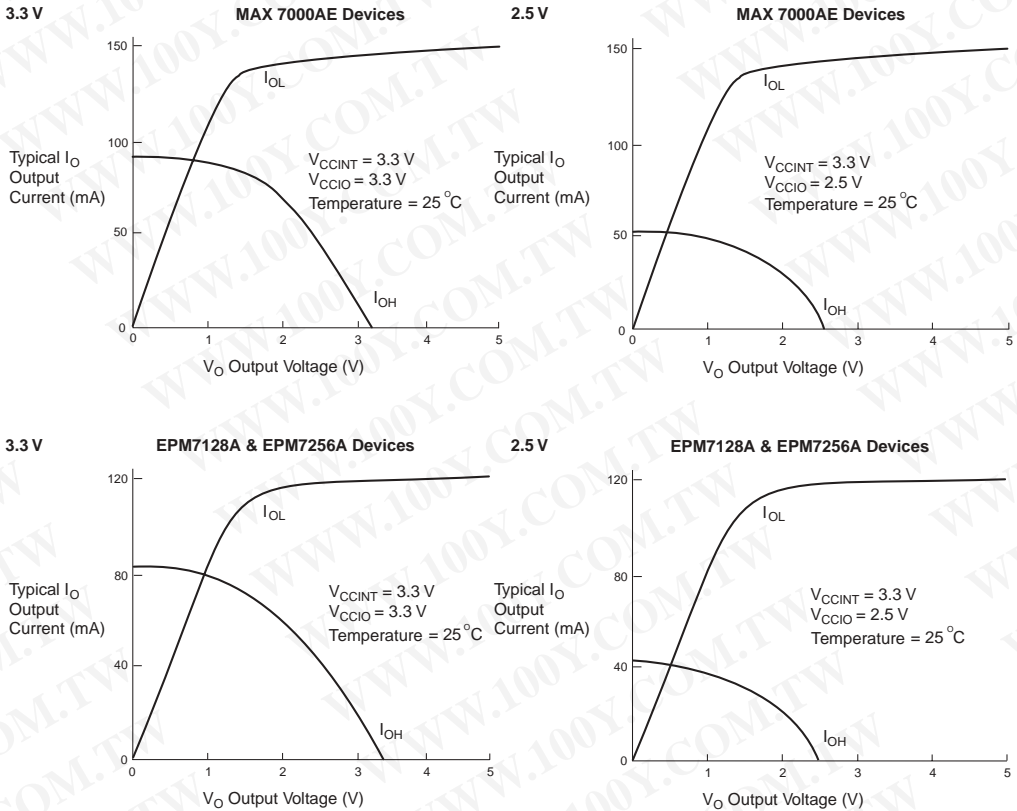 3.3 V
MAX 7000AE Devices
150
100
50
0
Typical I_O
Output
Current (mA)
I_OL
V_CCINT = 3.3 V
V_CCIO = 3.3 V
Temperature = 25 °C
I_OH
0 1 2 3 4 5
V_O Output Voltage (V)
2.5 V
MAX 7000AE Devices
150
100
50
0
Typical I_O
Output
Current (mA)
I_OL
V_CCINT = 3.3 V
V_CCIO = 2.5 V
Temperature = 25 °C
I_OH
0 1 2 3 4 5
V_O Output Voltage (V)
3.3 V
EPM7128A & EPM7256A Devices
120
80
40
0
Typical I_O
Output
Current (mA)
I_OL
V_CCINT = 3.3 V
V_CCIO = 3.3 V
Temperature = 25 °C
I_OH
0 1 2 3 4 5
V_O Output Voltage (V)
2.5 V
EPM7128A & EPM7256A Devices
120
80
40
0
Typical I_O
Output
Current (mA)
I_OL
V_CCINT = 3.3 V
V_CCIO = 2.5 V
Temperature = 25 °C
I_OH
1 2 3 4 5
V_O Output Voltage (V)
WWW.100Y.COM.TW